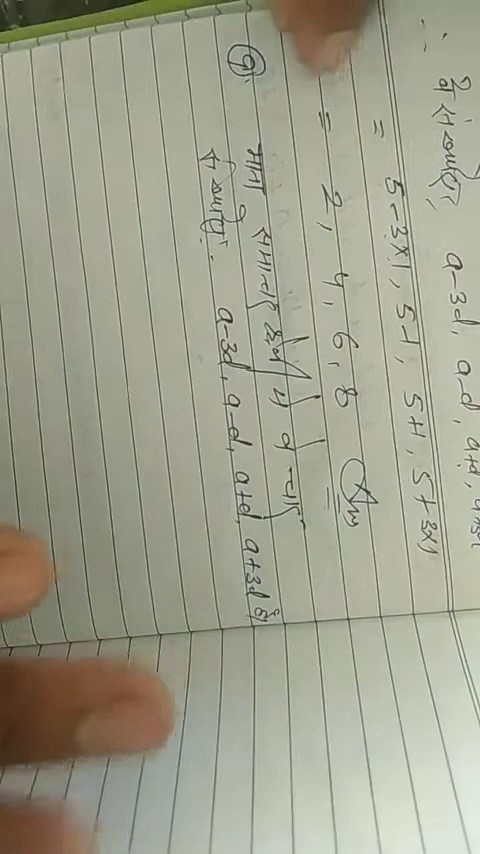 ∴ ये संख्याएँ, a-3d, a-d, a+d,
= 5-3×1, 5-1, 5+1, 5+3×1
= 2, 4, 6, 8 Ans
9. माना समान्तर श्रेढ़ी में वे चार
संख्याएँ a-3d, a-d, a+d, a+3d हैं